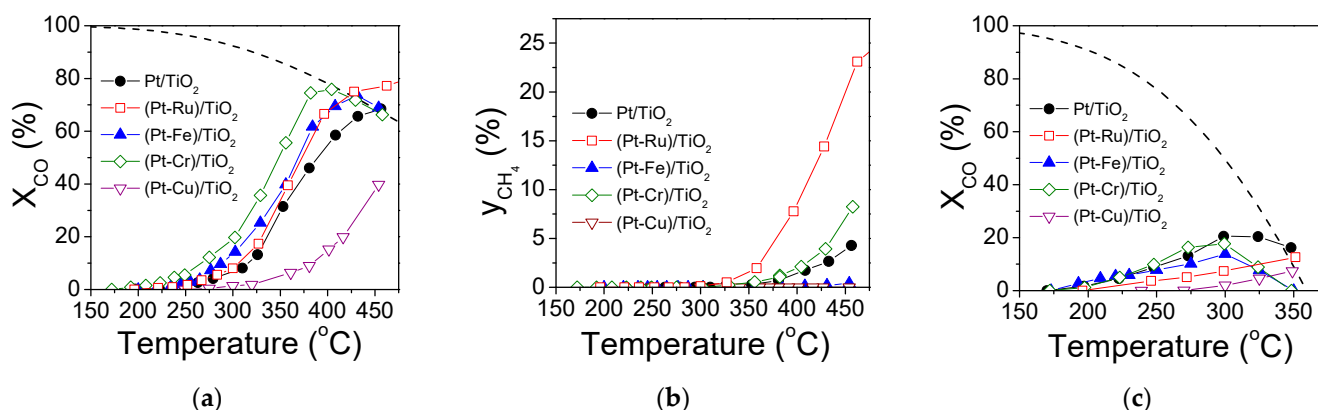 100
80
60
40
20
0
X_CO (%)
Pt/TiO₂
(Pt-Ru)/TiO₂
(Pt-Fe)/TiO₂
(Pt-Cr)/TiO₂
(Pt-Cu)/TiO₂
150 200 250 300 350 400 450
Temperature (°C)
(a)
25
20
15
10
5
0
y_CH₄ (%)
Pt/TiO₂
(Pt-Ru)/TiO₂
(Pt-Fe)/TiO₂
(Pt-Cr)/TiO₂
(Pt-Cu)/TiO₂
150 200 250 300 350 400 450
Temperature (°C)
(b)
100
80
60
40
20
0
X_CO (%)
Pt/TiO₂
(Pt-Ru)/TiO₂
(Pt-Fe)/TiO₂
(Pt-Cr)/TiO₂
(Pt-Cu)/TiO₂
150 200 250 300 350
Temperature (°C)
(c)